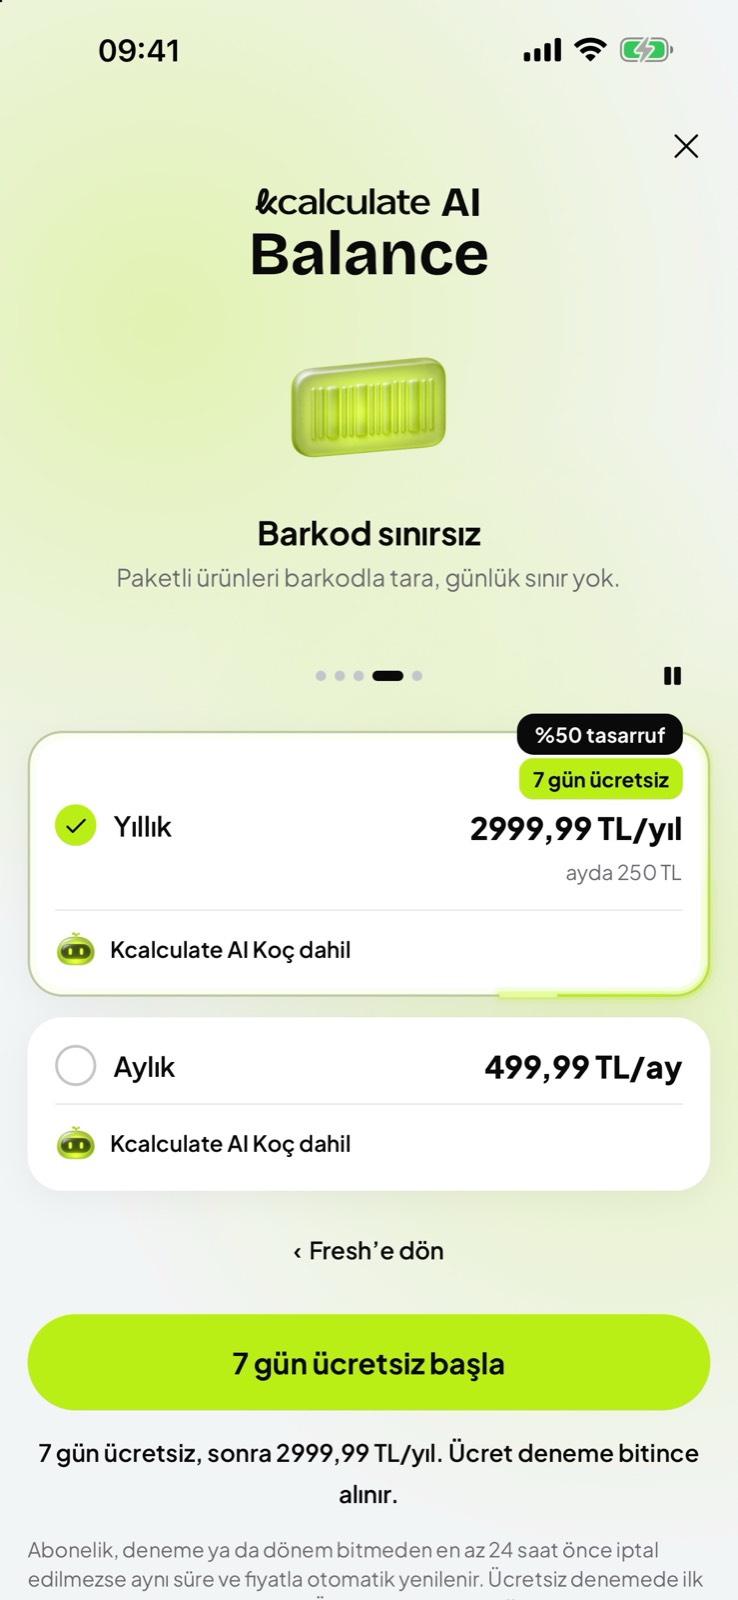 09:41
kcalculate AI
Balance
Barkod sınırsız
Paketli ürünleri barkodla tara, günlük sınır yok.
%50 tasarruf
7 gün ücretsiz
Yıllık
2999,99 TL/yıl
ayda 250 TL
Kcalculate AI Koç dahil
Aylık
499,99 TL/ay
Kcalculate AI Koç dahil
‹ Fresh’e dön
7 gün ücretsiz başla
7 gün ücretsiz, sonra 2999,99 TL/yıl. Ücret deneme bitince
alınır.
Abonelik, deneme ya da dönem bitmeden en az 24 saat önce iptal
edilmezse aynı süre ve fiyatla otomatik yenilenir. Ücretsiz denemede ilk